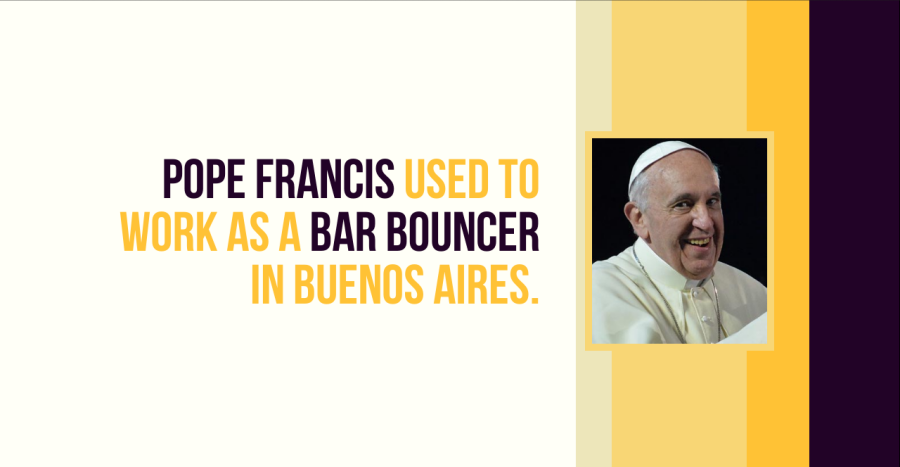 POPE FRANCIS USED TO
WORK AS A BAR BOUNCER
IN BUENOS AIRES.